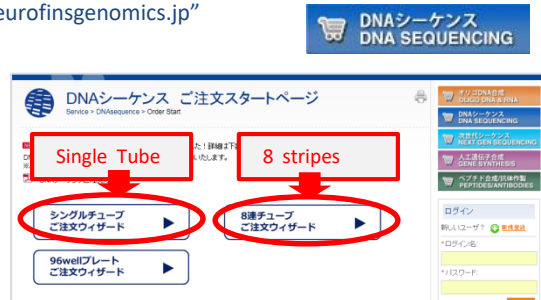 eurofinsgenomics.jp”
DNAシーケンス
DNA SEQUENCING
DNAシーケンス ご注文スタートページ
Service > DNAsequence > Order Start
Single Tube
8 stripes
シングルチューブ
ご注文ウィザード
8連チューブ
ご注文ウィザード
96wellプレート
ご注文ウィザード
オリゴDNA合成
OLIGO DNA & RNA
DNAシーケンス
DNA SEQUENCING
次世代シーケンス
NEXT GEN SEQUENCING
人工遺伝子合成
GENE SYNTHESIS
ペプチド合成/抗体作製
PEPTIDES/ANTIBODIES
ログイン
新しいユーザ? 新規登録
*ログイン名:
*パスワード: